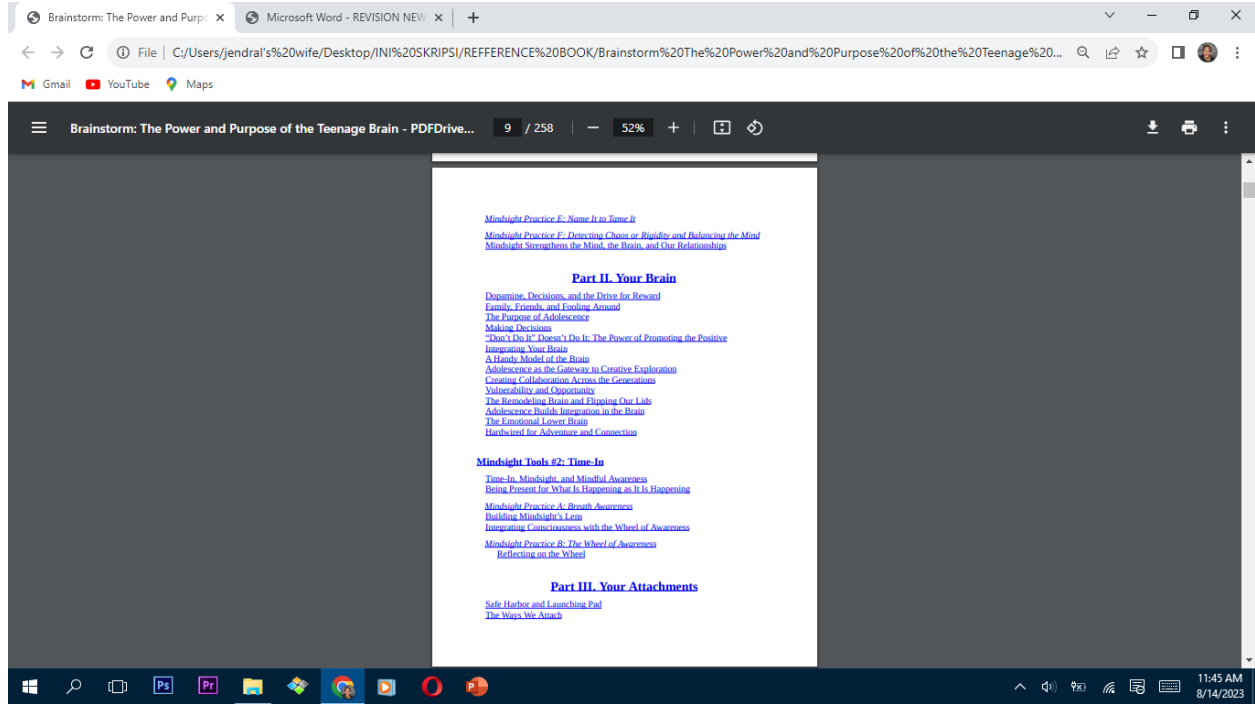 Brainstorm: The Power and Purpo
Microsoft Word - REVISION NEW
File | C:/Users/jendral's%20wife/Desktop/INI%20SKRIPSI/REFFERENCE%20BOOK/Brainstorm%20The%20Power%20and%20Purpose%20of%20the%20Teenage%20...
Gmail YouTube Maps
Brainstorm: The Power and Purpose of the Teenage Brain - PDFDrive... 9 / 258 52%
Mindsight Practice E: Name It to Tame It
Mindsight Practice F: Detecting Chaos or Rigidity and Balancing the Mind
Mindsight Strengthens the Mind, the Brain, and Our Relationships
Part II. Your Brain
Dopamine, Decisions, and the Drive for Reward
Family, Friends, and Fooling Around
The Purpose of Adolescence
Making Decisions
“Don’t Do It” Doesn’t Do It: The Power of Promoting the Positive
Integrating Your Brain
A Handy Model of the Brain
Adolescence as the Gateway to Creative Exploration
Creating Collaboration Across the Generations
Vulnerability and Opportunity
The Remodeling Brain and Flipping Our Lids
Adolescence Builds Integration in the Brain
The Emotional Lower Brain
Hardwired for Adventure and Connection
Mindsight Tools #2: Time-In
Time-In, Mindsight, and Mindful Awareness
Being Present for What Is Happening as It Is Happening
Mindsight Practice A: Breath Awareness
Building Mindsight’s Lens
Integrating Consciousness with the Wheel of Awareness
Mindsight Practice B: The Wheel of Awareness
Reflecting on the Wheel
Part III. Your Attachments
Safe Harbor and Launching Pad
The Ways We Attach
Ps Pr
11:45 AM
8/14/2023